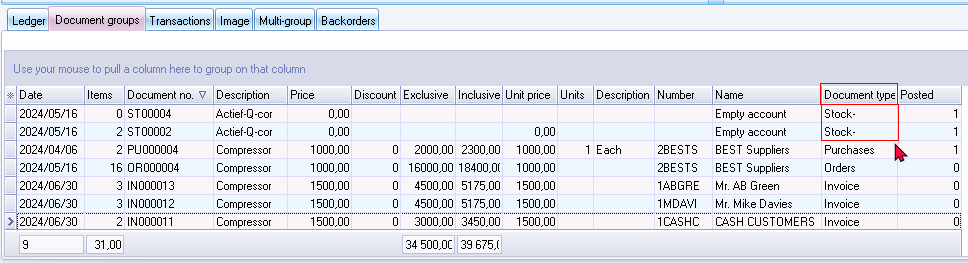 Ledger Document groups Transactions Image Multi-group Backorders
Use your mouse to pull a column here to group on that column
Date Items Document no. Description Price Discount Exclusive Inclusive Unit price Units Description Number Name Document type Posted
2024/05/16 0 ST00004 Actief-Q-cor 0,00 Empty account Stock- 1
2024/05/16 2 ST00002 Actief-Q-cor 0,00 0,00 Empty account Stock- 1
2024/04/06 2 PU000004 Compressor 1000,00 0 2000,00 2300,00 1000,00 1 Each 2BESTS BEST Suppliers Purchases 1
2024/05/16 16 OR000004 Compressor 1000,00 0 16000,00 18400,00 1000,00 2BESTS BEST Suppliers Orders 0
2024/06/30 3 IN000013 Compressor 1500,00 0 4500,00 5175,00 1500,00 1ABGRE Mr. AB Green Invoice 0
2024/06/30 3 IN000012 Compressor 1500,00 0 4500,00 5175,00 1500,00 1MDAVI Mr. Mike Davies Invoice 0
2024/06/30 2 IN000011 Compressor 1500,00 0 3000,00 3450,00 1500,00 1CASHC CASH CUSTOMERS Invoice 0
9 31,00 34 500,0 39 675,